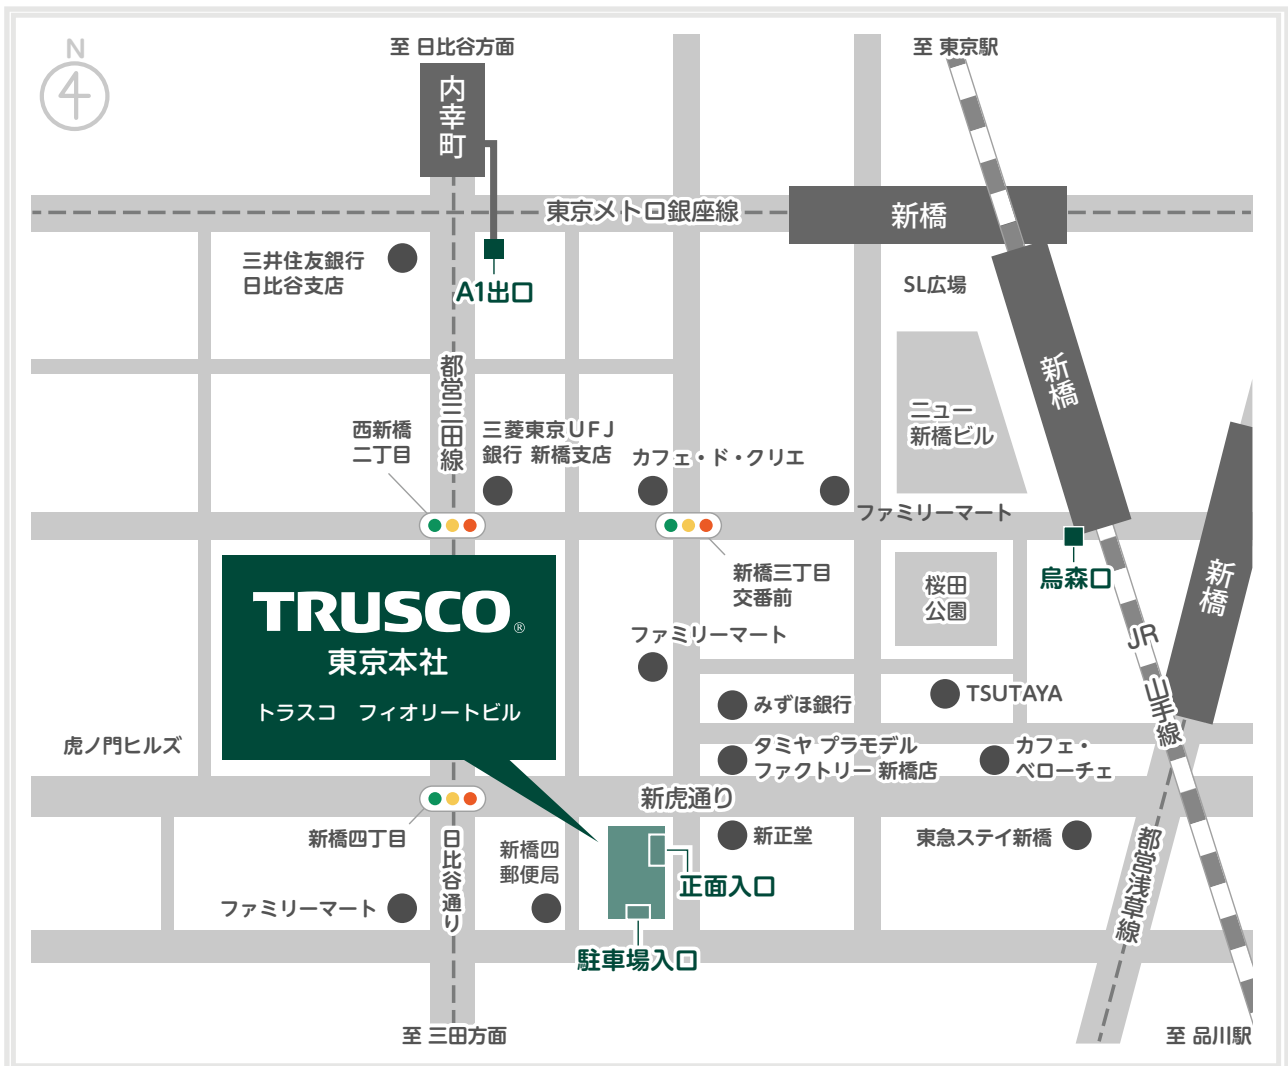 N
至 日比谷方面
至 東京駅
内幸町
東京メトロ銀座線
新橋
三井住友銀行
日比谷支店
A1出口
SL広場
都営三田線
新橋
西新橋
二丁目
三菱東京UFJ
銀行 新橋支店
カフェ・ド・クリエ
ニュー
新橋ビル
ファミリーマート
新橋三丁目
交番前
桜田
公園
烏森口
新橋
TRUSCO®
東京本社
トラスコ フィオリートビル
ファミリーマート
JR
山手線
みずほ銀行
TSUTAYA
虎ノ門ヒルズ
タミヤ プラモデル
ファクトリー 新橋店
カフェ・
ベローチェ
新虎通り
新橋四丁目
日比谷通り
新橋四
郵便局
新正堂
東急ステイ新橋
都営浅草線
正面入口
ファミリーマート
駐車場入口
至 三田方面
至 品川駅